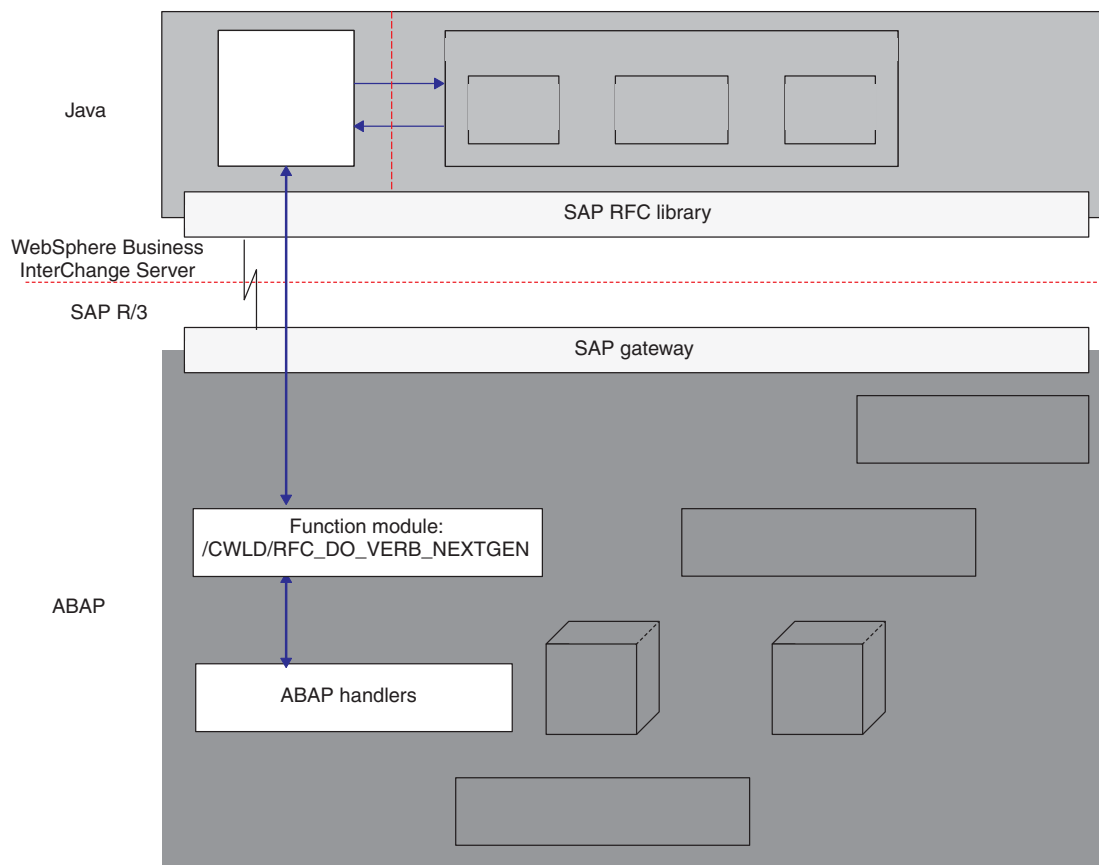 Java
SAP RFC library
WebSphere Business
InterChange Server
SAP R/3
SAP gateway
Function module:
/CWLD/RFC_DO_VERB_NEXTGEN
ABAP
ABAP handlers